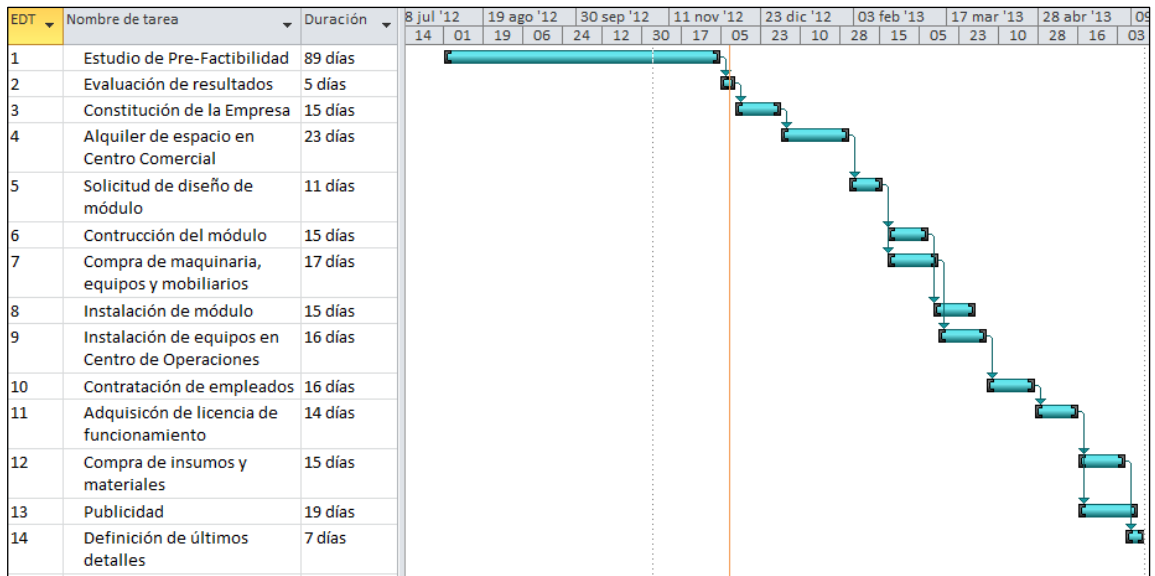 EDT Nombre de tarea Duración 8 jul '12 19 ago '12 30 sep '12 11 nov '12 23 dic '12 03 feb '13 17 mar '13 28 abr '13 09
14 01 19 06 24 12 30 17 05 23 10 28 15 05 23 10 28 16 03
1 Estudio de Pre-Factibilidad 89 días
2 Evaluación de resultados 5 días
3 Constitución de la Empresa 15 días
4 Alquiler de espacio en 23 días
Centro Comercial
5 Solicitud de diseño de 11 días
módulo
6 Contrucción del módulo 15 días
7 Compra de maquinaria, 17 días
equipos y mobiliarios
8 Instalación de módulo 15 días
9 Instalación de equipos en 16 días
Centro de Operaciones
10 Contratación de empleados 16 días
11 Adquisicón de licencia de 14 días
funcionamiento
12 Compra de insumos y 15 días
materiales
13 Publicidad 19 días
14 Definición de últimos 7 días
detalles